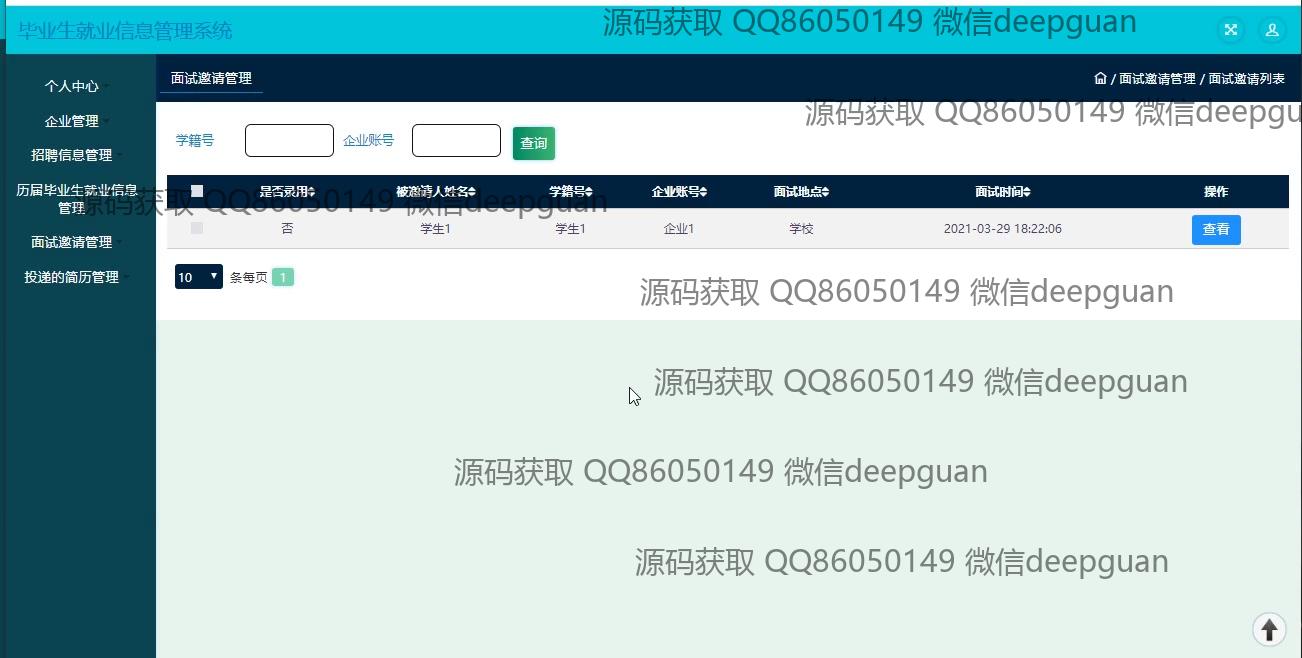 毕业生就业信息管理系统
源码获取 QQ86050149 微信deepguan
个人中心
企业管理
招聘信息管理
历届毕业生就业信息
管理
面试邀请管理
投递的简历管理
面试邀请管理
/ 面试邀请管理 / 面试邀请列表
源码获取 QQ86050149 微信deepgu
学籍号 企业账号 查询
是否录用 被邀请人姓名 学籍号 企业账号 面试地点 面试时间 操作
源码获取 QQ86050149 微信deepguan
否 学生1 学生1 企业1 学校 2021-03-29 18:22:06 查看
10 条每页 1
源码获取 QQ86050149 微信deepguan
源码获取 QQ86050149 微信deepguan
源码获取 QQ86050149 微信deepguan
源码获取 QQ86050149 微信deepguan